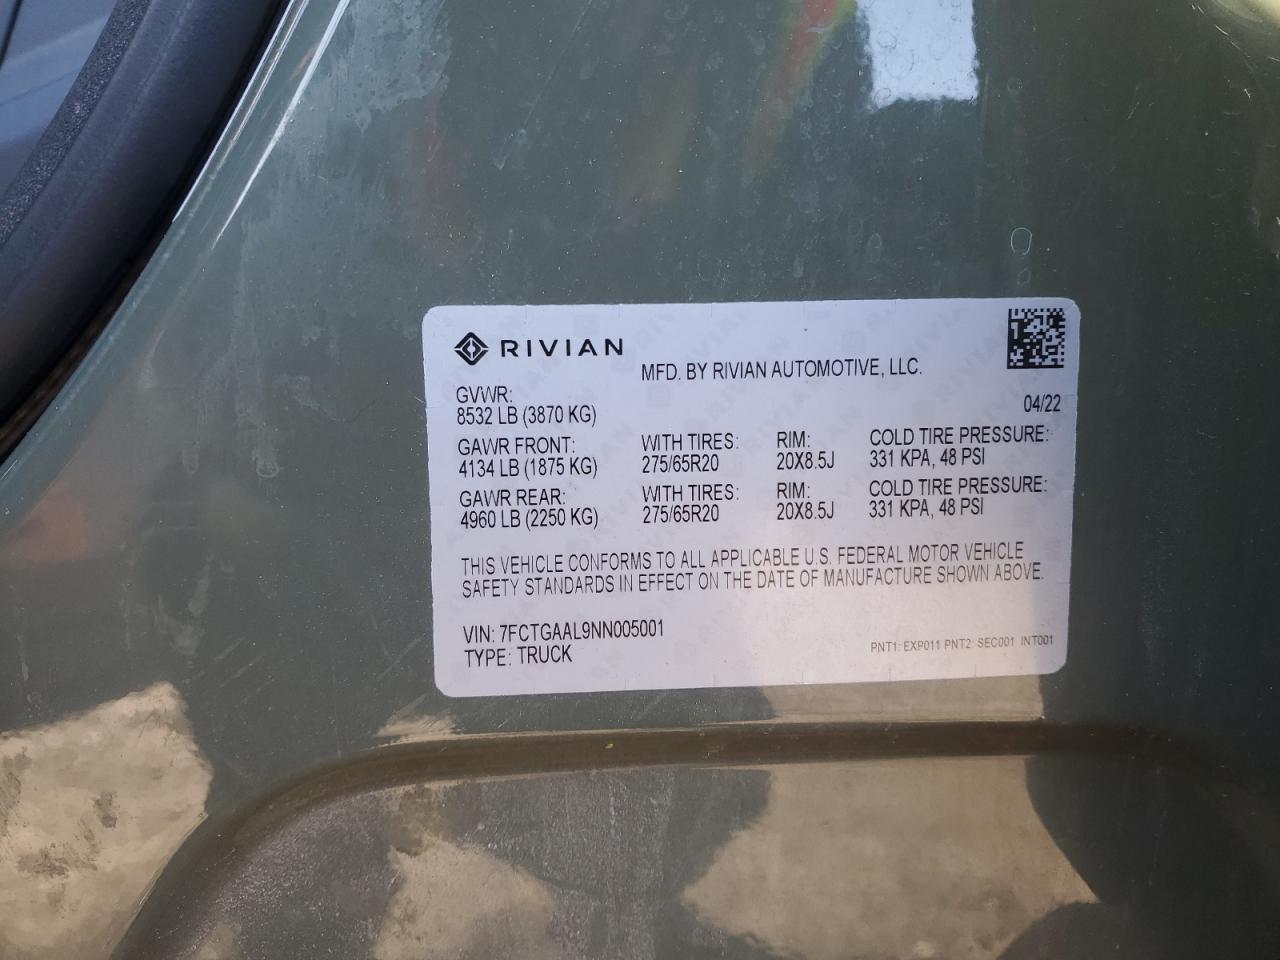 RIVIAN
MFD. BY RIVIAN AUTOMOTIVE, LLC.
GVWR:
8532 LB (3870 KG)
04/22
GAWR FRONT: WITH TIRES: RIM: COLD TIRE PRESSURE:
4134 LB (1875 KG) 275/65R20 20X8.5J 331 KPA, 48 PSI
GAWR REAR: WITH TIRES: RIM: COLD TIRE PRESSURE:
4960 LB (2250 KG) 275/65R20 20X8.5J 331 KPA, 48 PSI
THIS VEHICLE CONFORMS TO ALL APPLICABLE U.S. FEDERAL MOTOR VEHICLE
SAFETY STANDARDS IN EFFECT ON THE DATE OF MANUFACTURE SHOWN ABOVE.
VIN: 7FCTGAAL9NN005001
TYPE: TRUCK
PNT1: EXP011 PNT2: SEC001 INT001